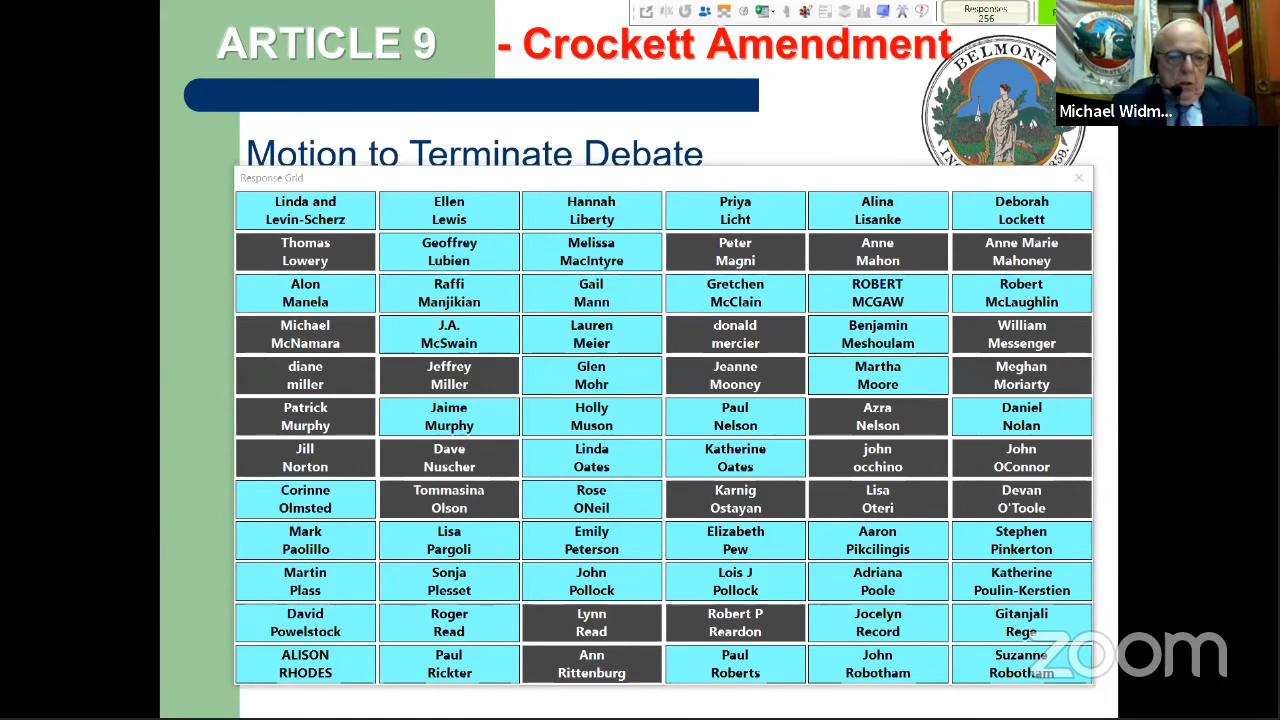 ARTICLE 9 - Crockett Amendment
Responses
256
Michael Widm...
BELMONT
Motion to Terminate Debate
Response Grid
Linda and Levin-Scherz
Ellen Lewis
Hannah Liberty
Priya Licht
Alina Lisanke
Deborah Lockett
Thomas Lowery
Geoffrey Lubien
Melissa MacIntyre
Peter Magni
Anne Mahon
Anne Marie Mahoney
Alon Manela
Raffi Manjikian
Gail Mann
Gretchen McClain
ROBERT MCGAW
Robert McLaughlin
Michael McNamara
J.A. McSwain
Lauren Meier
donald mercier
Benjamin Meshoulam
William Messenger
diane miller
Jeffrey Miller
Glen Mohr
Jeanne Mooney
Martha Moore
Meghan Moriarty
Patrick Murphy
Jaime Murphy
Holly Muson
Paul Nelson
Azra Nelson
Daniel Nolan
Jill Norton
Dave Nuscher
Linda Oates
Katherine Oates
john occhino
John OConnor
Corinne Olmsted
Tommasina Olson
Rose ONeil
Karnig Ostayan
Lisa Oteri
Devan O'Toole
Mark Paolillo
Lisa Pargoli
Emily Peterson
Elizabeth Pew
Aaron Pikcilingis
Stephen Pinkerton
Martin Plass
Sonja Plesset
John Pollock
Lois J Pollock
Adriana Poole
Katherine Poulin-Kerstien
David Powelstock
Roger Read
Lynn Read
Robert P Reardon
Jocelyn Record
Gitanjali Rege
ALISON RHODES
Paul Rickter
Ann Rittenburg
Paul Roberts
John Robotham
Suzanne Robotham
zoom